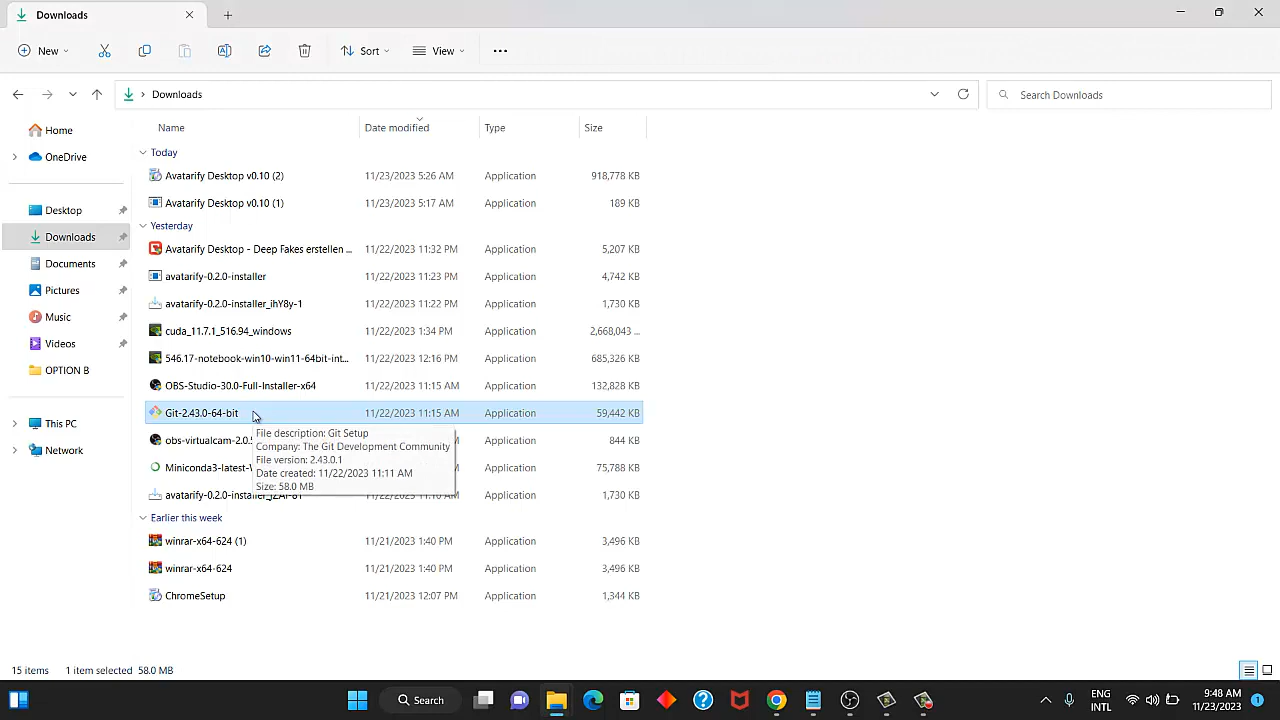 Downloads
New
Sort
View
Downloads
Search Downloads
Home
OneDrive
Desktop
Downloads
Documents
Pictures
Music
Videos
OPTION B
This PC
Network
Name Date modified Type Size
Today
Avatarify Desktop v0.10 (2) 11/23/2023 5:26 AM Application 918,778 KB
Avatarify Desktop v0.10 (1) 11/23/2023 5:17 AM Application 189 KB
Yesterday
Avatarify Desktop - Deep Fakes erstellen ... 11/22/2023 11:32 PM Application 5,207 KB
avatarify-0.2.0-installer 11/22/2023 11:23 PM Application 4,742 KB
avatarify-0.2.0-installer_ihY8y-1 11/22/2023 11:22 PM Application 1,730 KB
cuda_11.7.1_516.94_windows 11/22/2023 1:34 PM Application 2,668,043 ...
546.17-notebook-win10-win11-64bit-int... 11/22/2023 12:16 PM Application 685,326 KB
OBS-Studio-30.0-Full-Installer-x64 11/22/2023 11:15 AM Application 132,828 KB
Git-2.43.0-64-bit 11/22/2023 11:15 AM Application 59,442 KB
obs-virtualcam-2.0. Application 844 KB
Miniconda3-latest- Application 75,788 KB
Application 1,730 KB
File description: Git Setup
Company: The Git Development Community
File version: 2.43.0.1
Date created: 11/22/2023 11:11 AM
Size: 58.0 MB
Earlier this week
winrar-x64-624 (1) 11/21/2023 1:40 PM Application 3,496 KB
winrar-x64-624 11/21/2023 1:40 PM Application 3,496 KB
ChromeSetup 11/21/2023 12:07 PM Application 1,344 KB
15 items 1 item selected 58.0 MB
Search
ENG
INTL
9:48 AM
11/23/2023
1